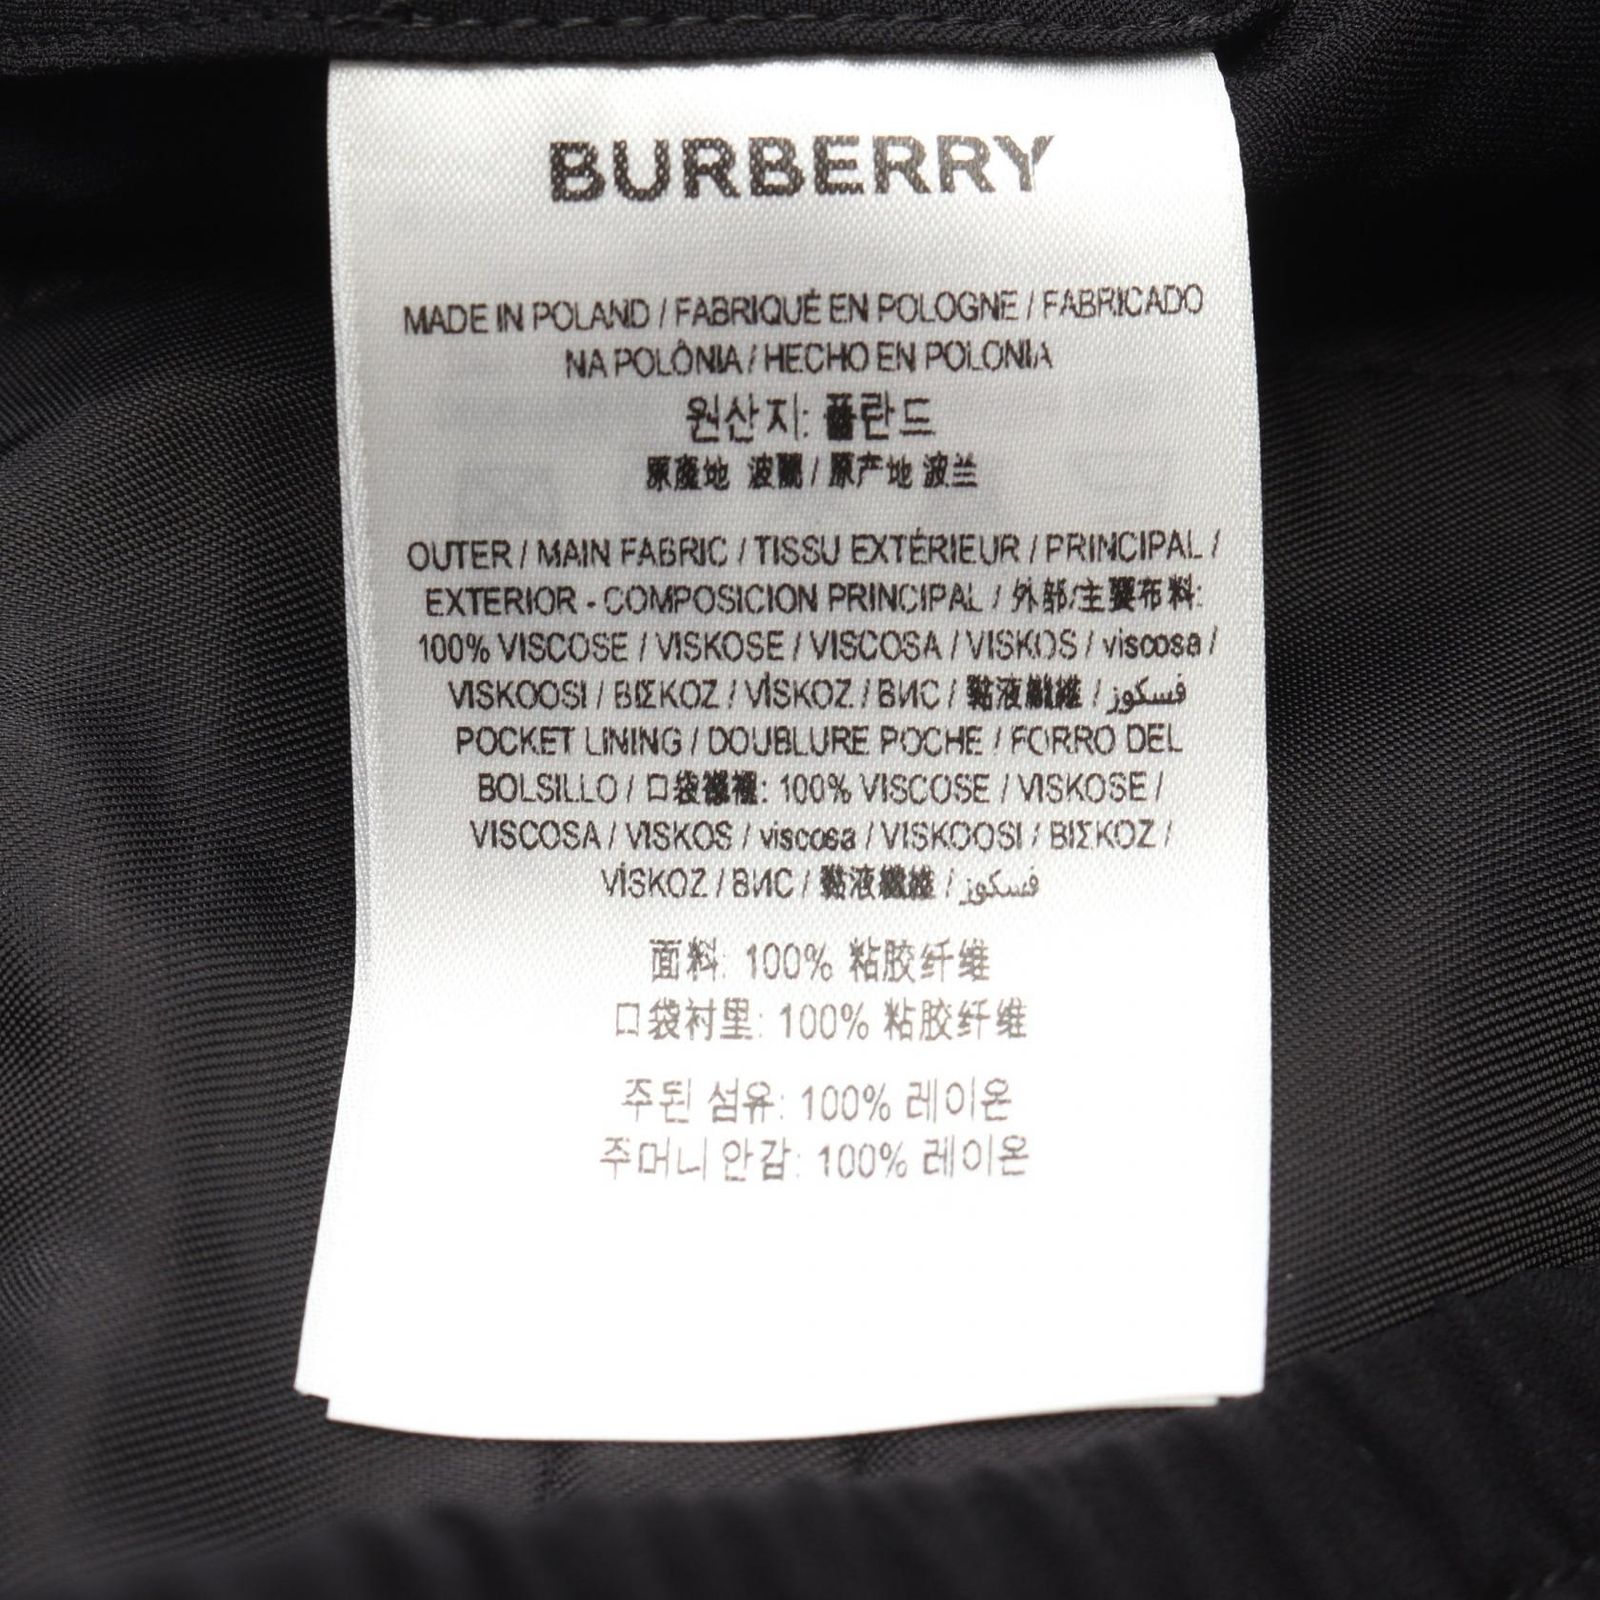 BURBERRY
MADE IN POLAND / FABRIQUÉ EN POLOGNE / FABRICADO
NA POLÔNIA / HECHO EN POLONIA
원산지: 폴란드
原產地 波蘭 / 原产地 波兰
OUTER / MAIN FABRIC / TISSU EXTÉRIEUR / PRINCIPAL /
EXTERIOR - COMPOSICION PRINCIPAL / 外部/主要布料:
100% VISCOSE / VISKOSE / VISCOSA / VISKOS / viscosa /
VISKOOSI / ΒΙΣΚΟΖ / VİSKOZ / ВИС / 黏液纖維 / فسكوز
POCKET LINING / DOUBLURE POCHE / FORRO DEL
BOLSILLO / 口袋襯裡: 100% VISCOSE / VISKOSE /
VISCOSA / VISKOS / viscosa / VISKOOSI / ΒΙΣΚΟΖ /
VİSKOZ / ВИС / 黏液纖維 / فسكوز
面料: 100% 粘胶纤维
口袋衬里: 100% 粘胶纤维
주된 섬유: 100% 레이온
주머니 안감: 100% 레이온